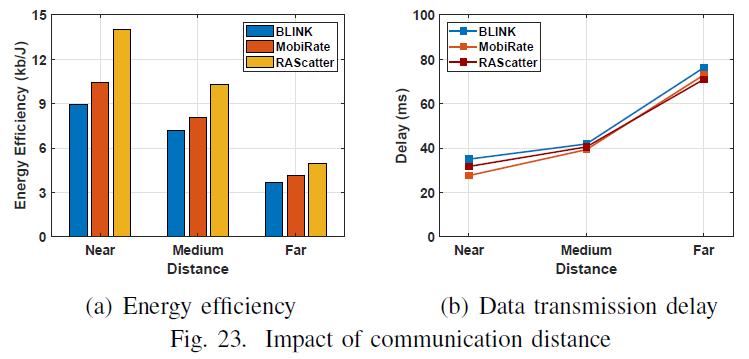 15
12
9
6
3
0
Energy Efficiency (kb/J)
BLINK
MobiRate
RAScatter
Near Medium Far
Distance
(a) Energy efficiency
100
80
60
40
20
0
Delay (ms)
BLINK
MobiRate
RAScatter
Near Medium Far
Distance
(b) Data transmission delay
Fig. 23. Impact of communication distance